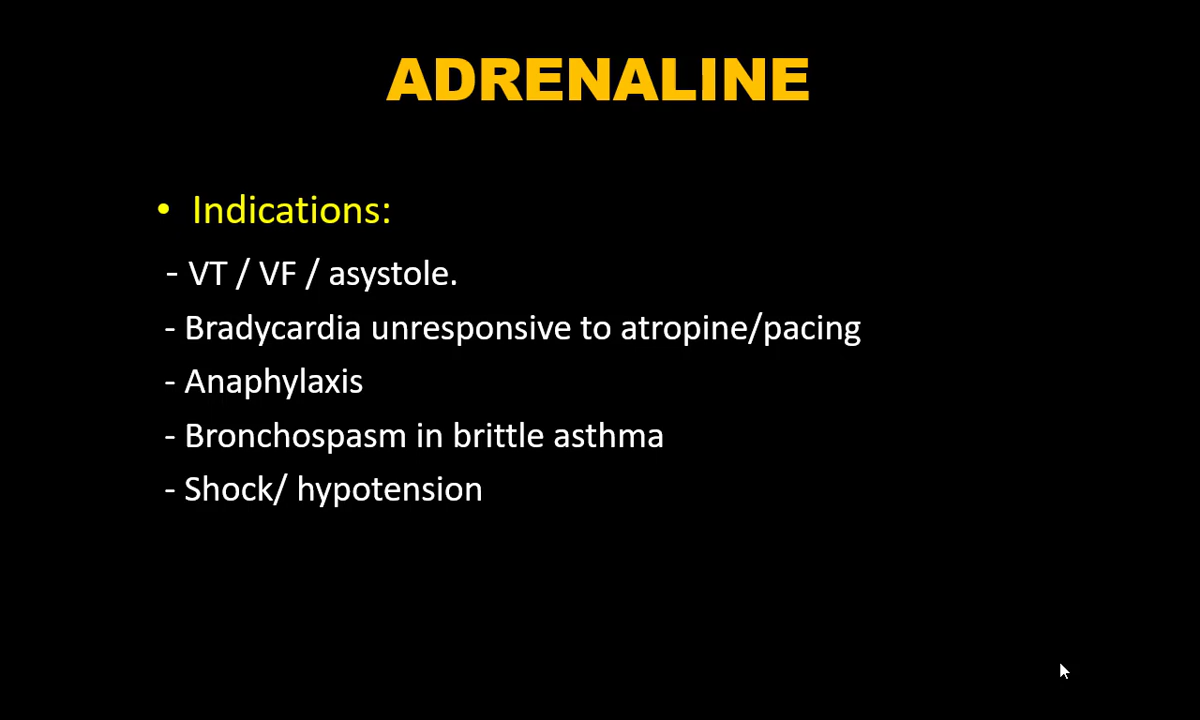 ADRENALINE
• Indications:
- VT / VF / asystole.
- Bradycardia unresponsive to atropine/pacing
- Anaphylaxis
- Bronchospasm in brittle asthma
- Shock/ hypotension